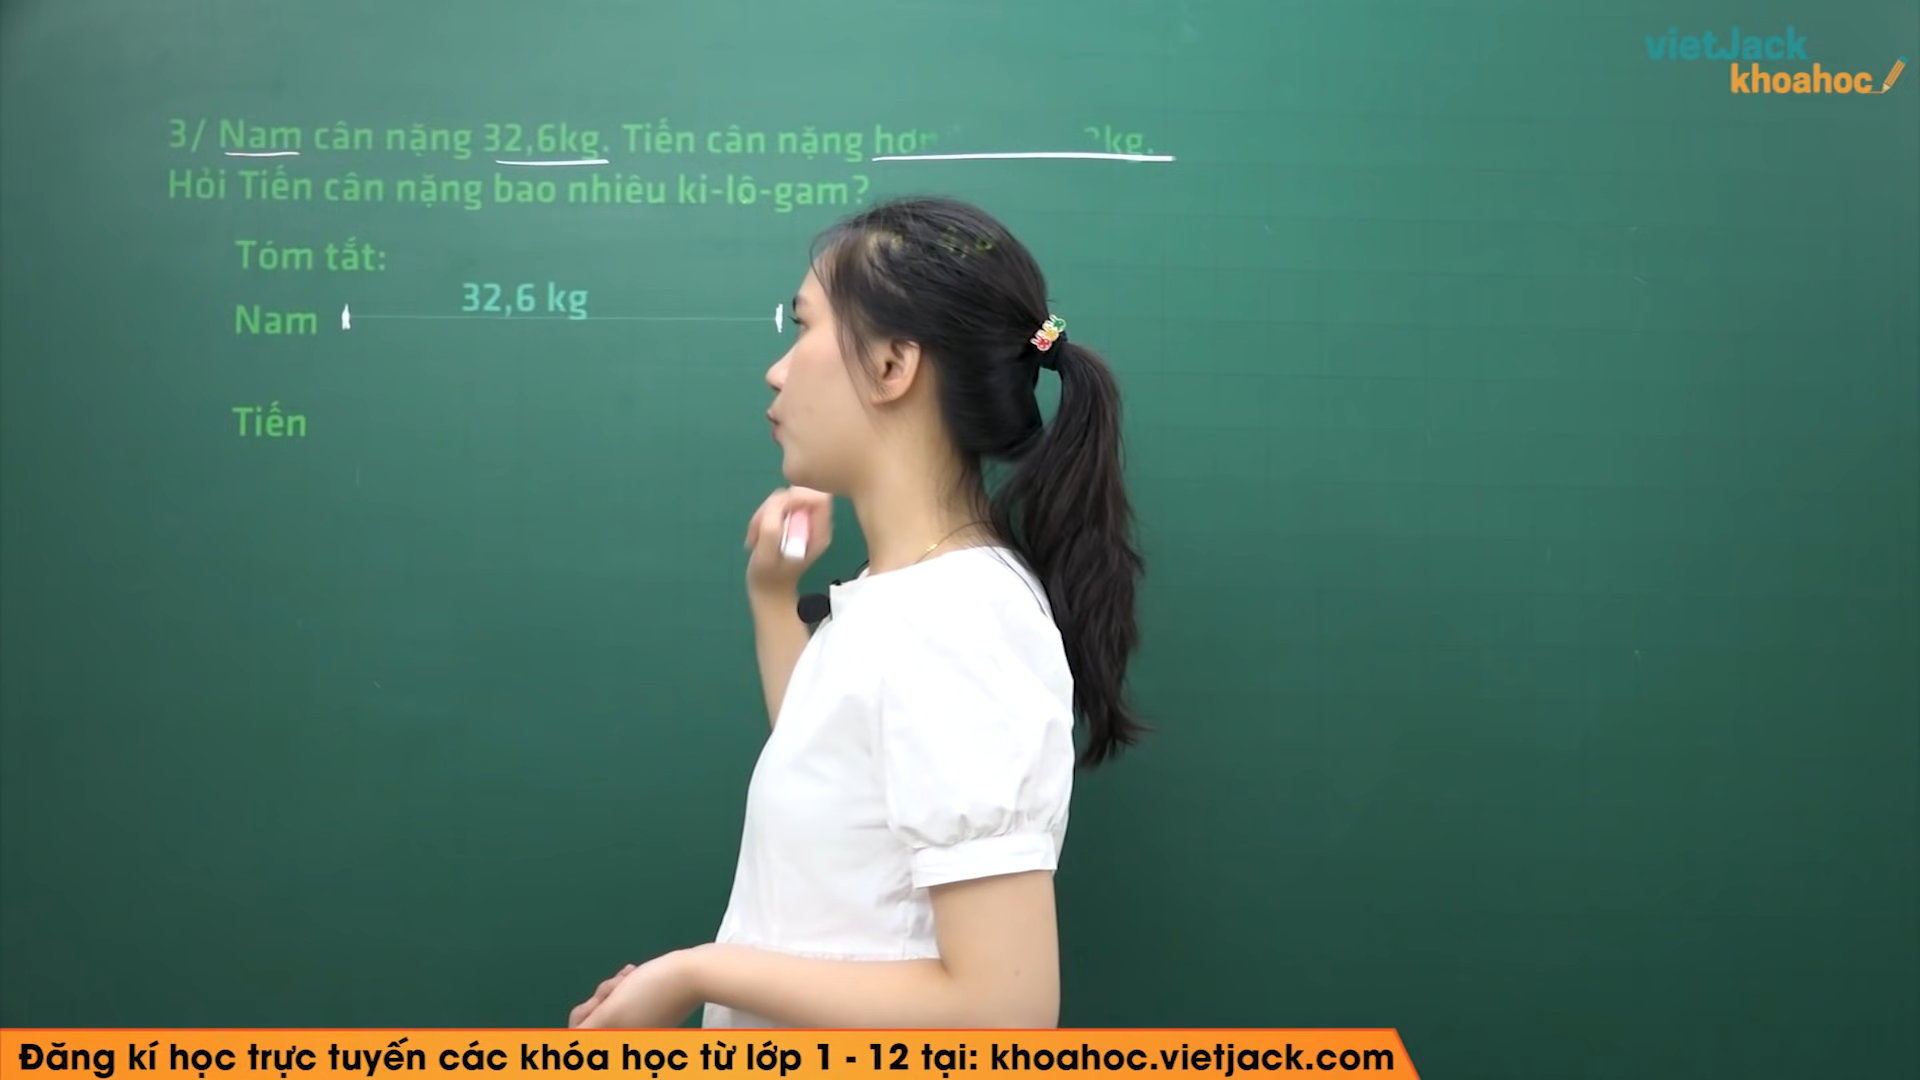 vietJack
khoahoc
3/ Nam cân nặng 32,6kg. Tiến cân nặng kg.
Hỏi Tiến cân nặng bao nhiêu ki-lô-gam?
Tóm tắt:
32,6 kg
Nam
Tiến
Đăng kí học trực tuyến các khóa học từ lớp 1 - 12 tại: khoahoc.vietjack.com